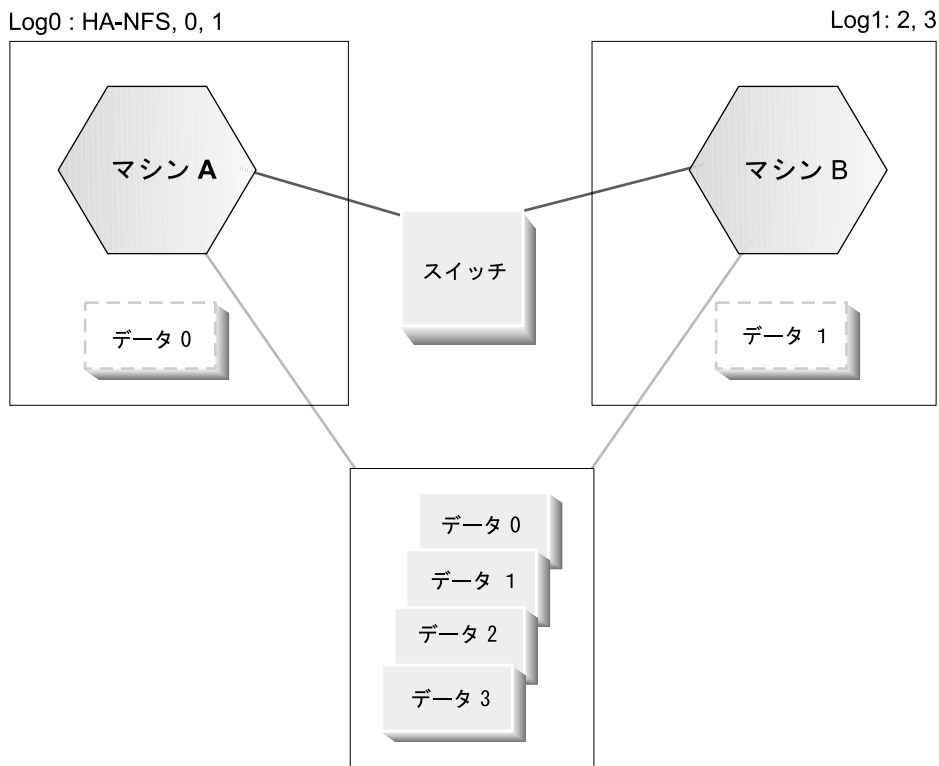 Log0 : HA-NFS, 0, 1
Log1: 2, 3
マシン A
マシン B
スイッチ
データ 0
データ 1
データ 0
データ 1
データ 2
データ 3